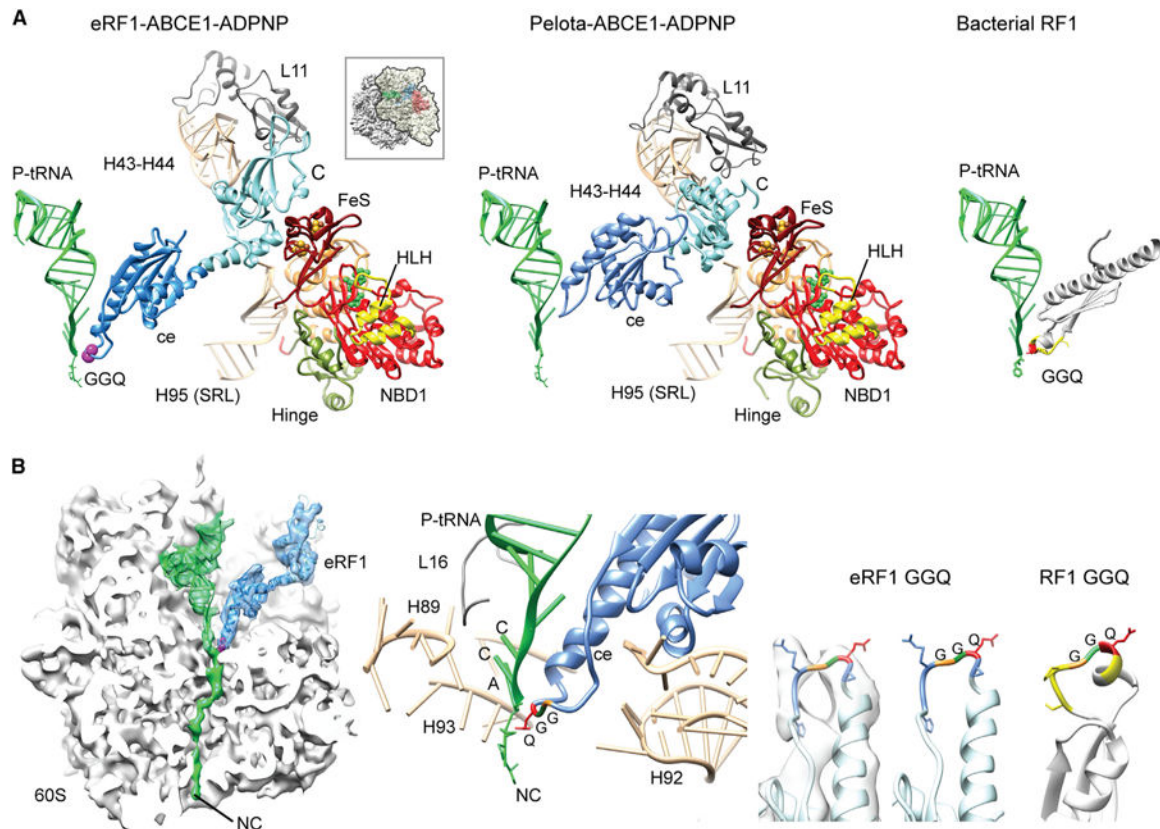 A
eRF1-ABCE1-ADPNP
Pelota-ABCE1-ADPNP
Bacterial RF1
L11
H43-H44
P-tRNA
C
FeS
HLH
ce
GGQ
H95 (SRL)
Hinge
NBD1
L11
P-tRNA
H43-H44
C
FeS
HLH
ce
H95 (SRL)
Hinge
NBD1
P-tRNA
GGQ
B
eRF1
60S
NC
P-tRNA
L16
H89
C
C
A
ce
H93
G
G
Q
H92
NC
eRF1 GGQ
G G Q
RF1 GGQ
G G Q